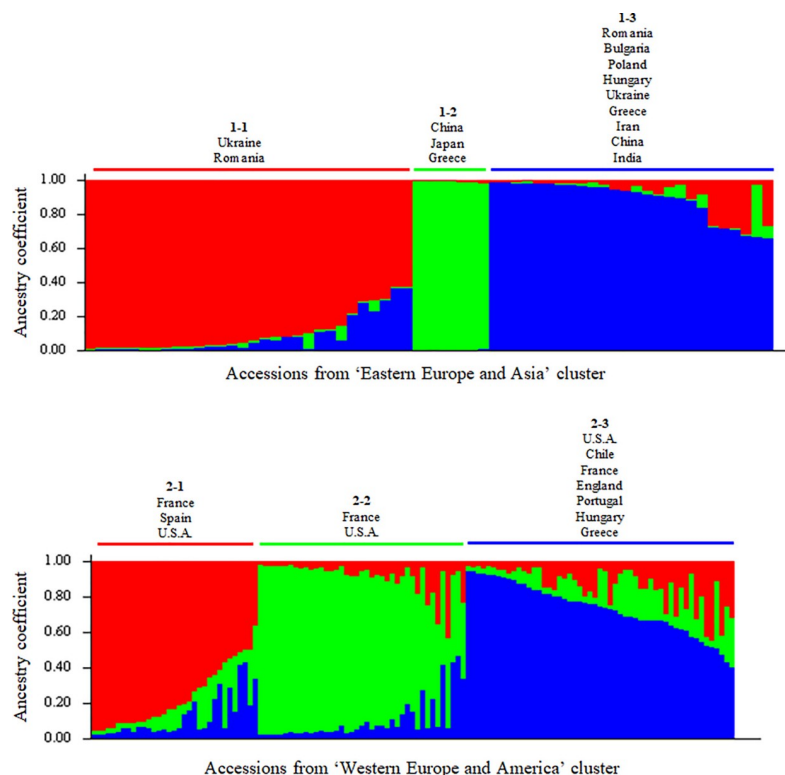 1-3
Romania
Bulgaria
Poland
Hungary
Ukraine
Greece
Iran
China
India
1-1
Ukraine
Romania
1-2
China
Japan
Greece
Ancestry coefficient
1.00
0.80
0.60
0.40
0.20
0.00
Accessions from ‘Eastern Europe and Asia’ cluster
2-3
U.S.A.
Chile
France
England
Portugal
Hungary
Greece
2-1
France
Spain
U.S.A.
2-2
France
U.S.A.
Ancestry coefficient
1.00
0.80
0.60
0.40
0.20
0.00
Accessions from ‘Western Europe and America’ cluster